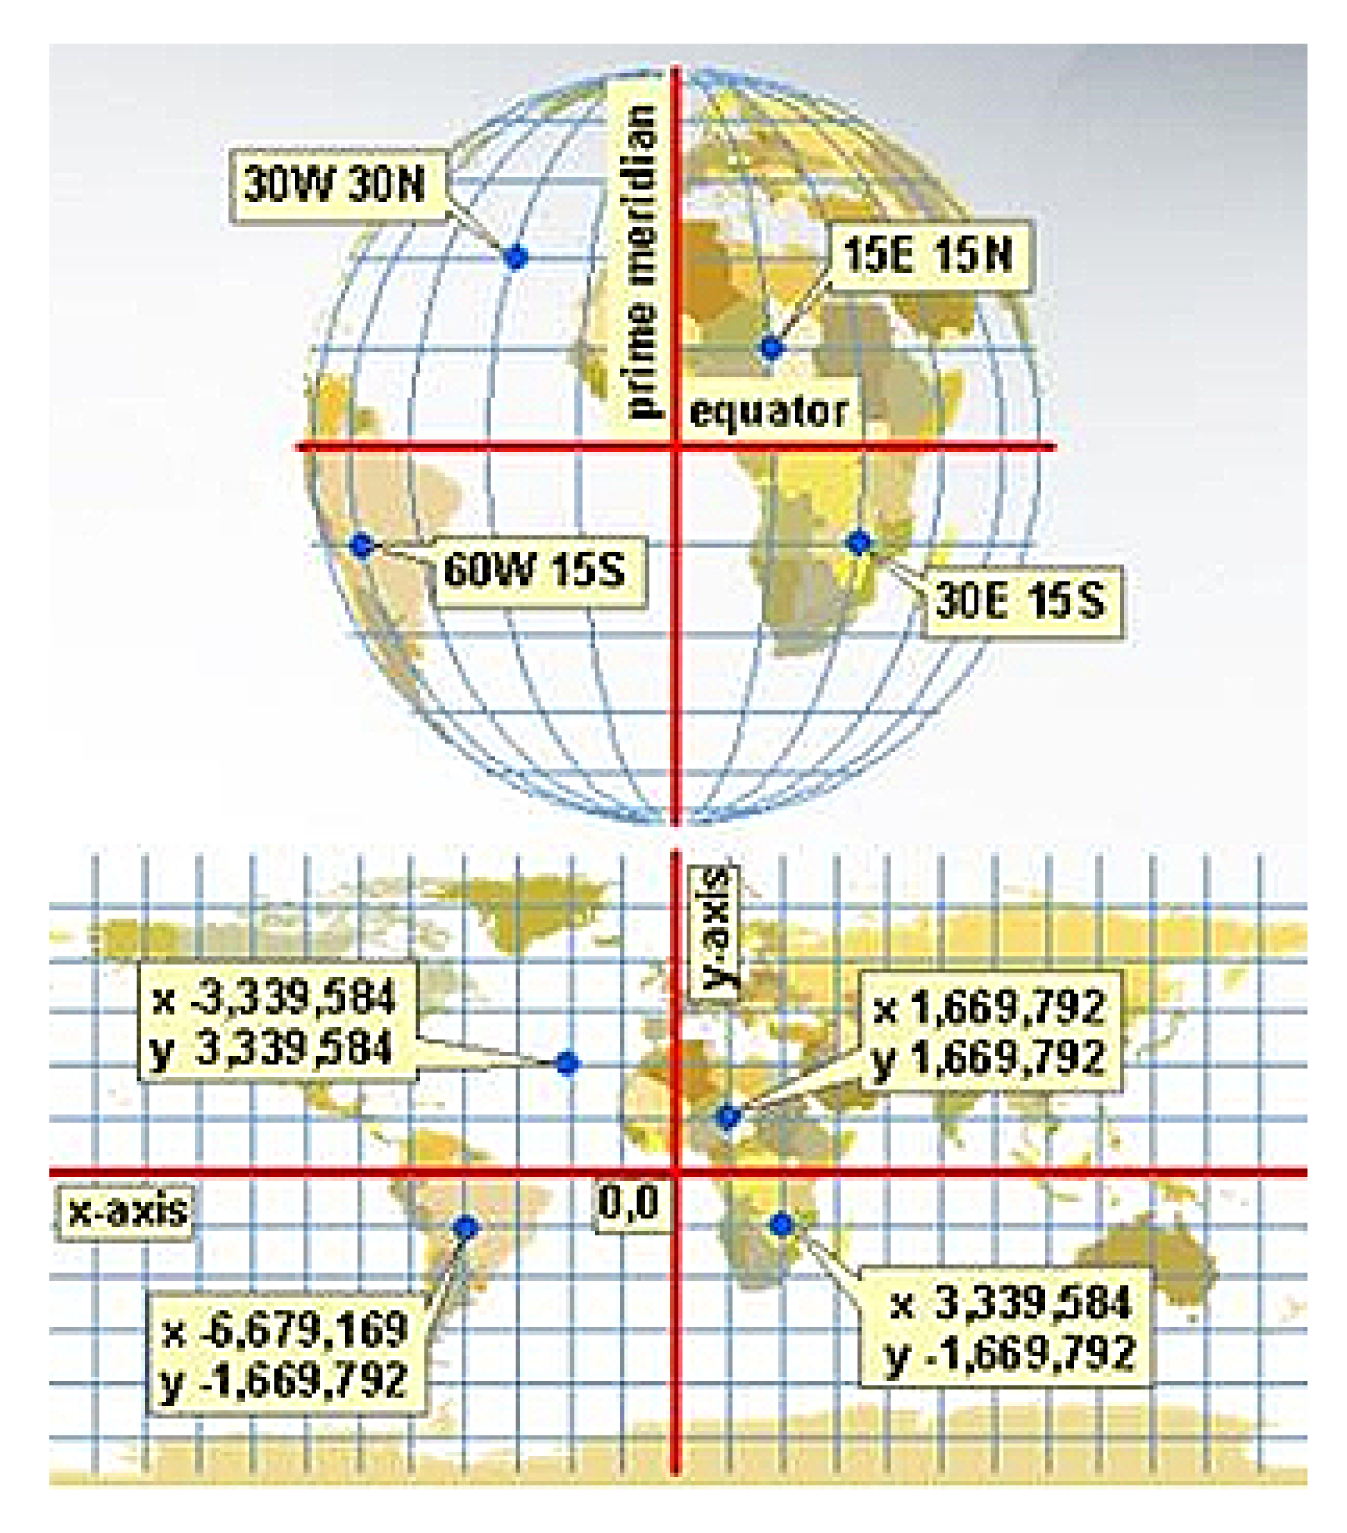 prime meridian
30W 30N
15E 15N
equator
60W 15S
30E 15S
y-axis
x -3,339,584
y 3,339,584
x 1,669,792
y 1,669,792
x-axis
0,0
x -6,679,169
y -1,669,792
x 3,339,584
y -1,669,792